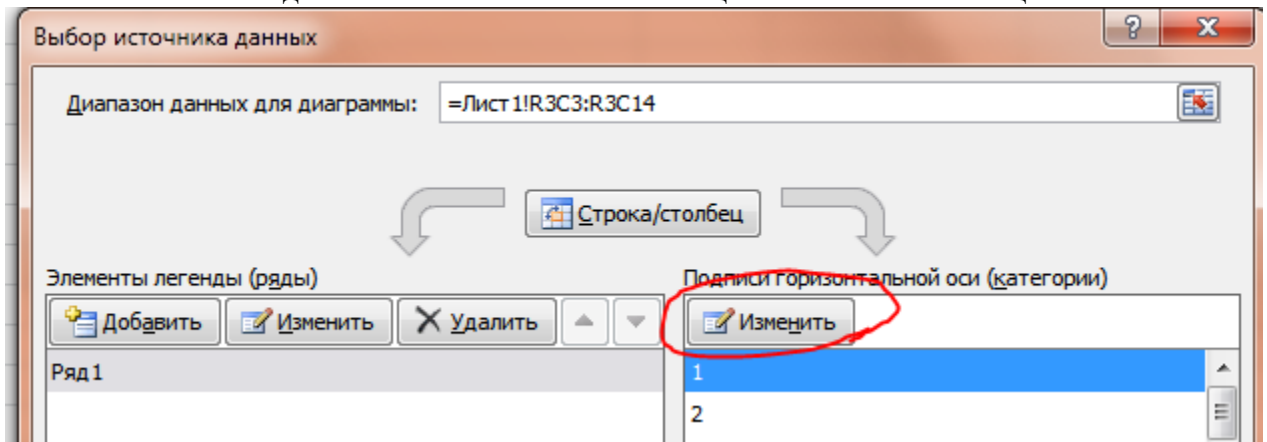 Выбор источника данных
Диапазон данных для диаграммы: =Лист1!R3C3:R3C14
Строка/столбец
Элементы легенды (ряды)
Подписи горизонтальной оси (категории)
Добавить Изменить Удалить
Изменить
Ряд1
1
2